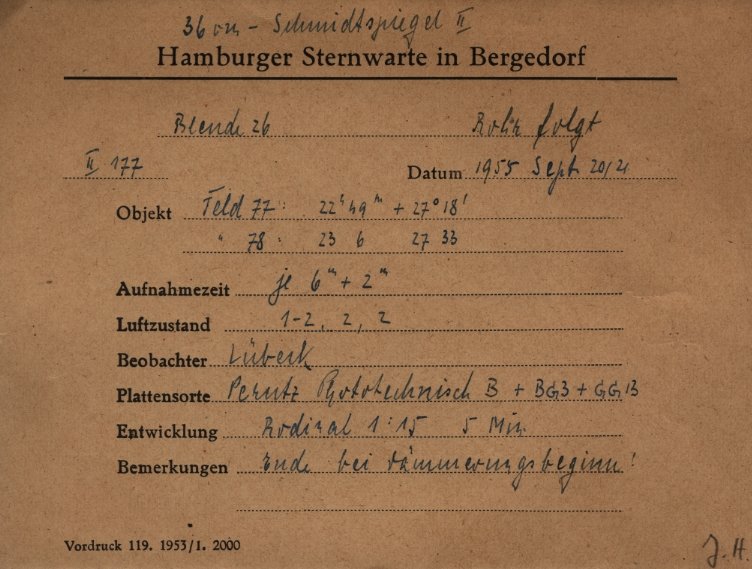 36 cm - Schmidtspiegel II
Hamburger Sternwarte in Bergedorf
Blende 26 folgt
II 177 Datum 1955 Sept. 20/21
Objekt Feld 77: 22ʰ49ᵐ + 27°18'
" 78: 23 6 27 33
Aufnahmezeit je 6ᵐ + 2ᵐ
Luftzustand 1-2, 2, 2
Beobachter Lübeck
Plattensorte Perutz Phototechnisch B + BG3 + GG13
Entwicklung Rodinal 1:15 5 Min
Bemerkungen Ende bei Dämmerungsbeginn!
Vordruck 119. 1953/1. 2000
J.H.